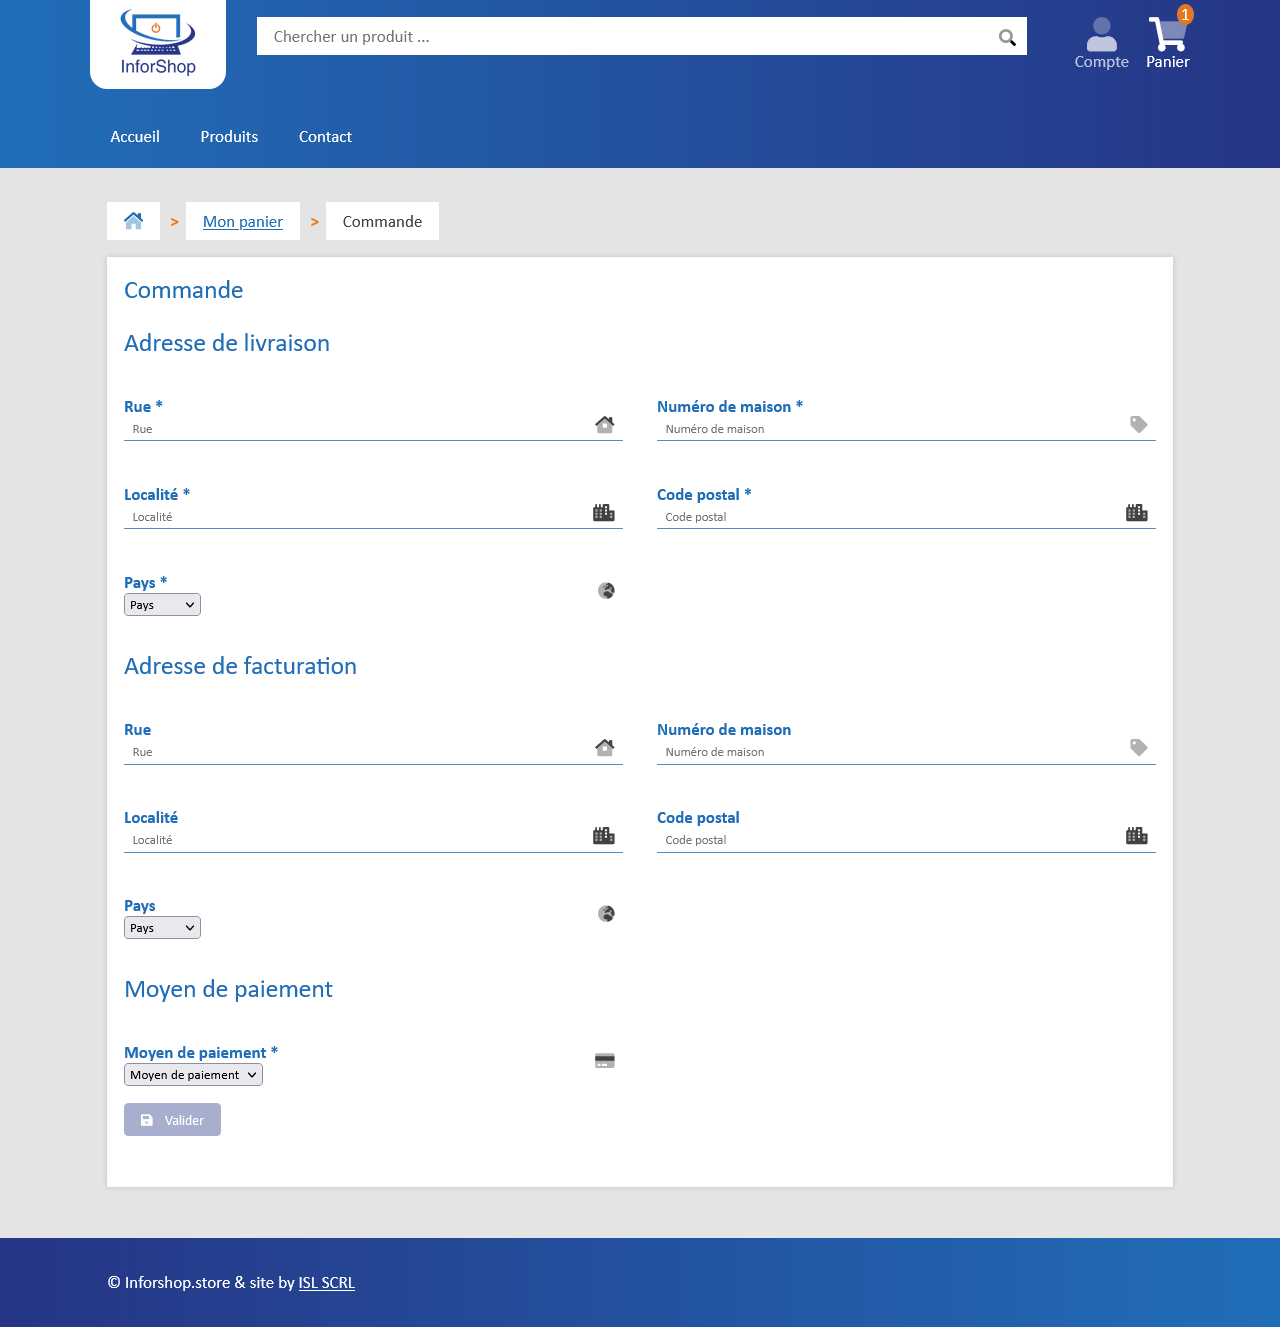 InforShop
Chercher un produit ...
Compte
1
Panier
Accueil
Produits
Contact
> Mon panier > Commande
Commande
Adresse de livraison
Rue *
Rue
Numéro de maison *
Numéro de maison
Localité *
Localité
Code postal *
Code postal
Pays *
Pays
Adresse de facturation
Rue
Rue
Numéro de maison
Numéro de maison
Localité
Localité
Code postal
Code postal
Pays
Pays
Moyen de paiement
Moyen de paiement *
Moyen de paiement
Valider
© Inforshop.store & site by ISL SCRL